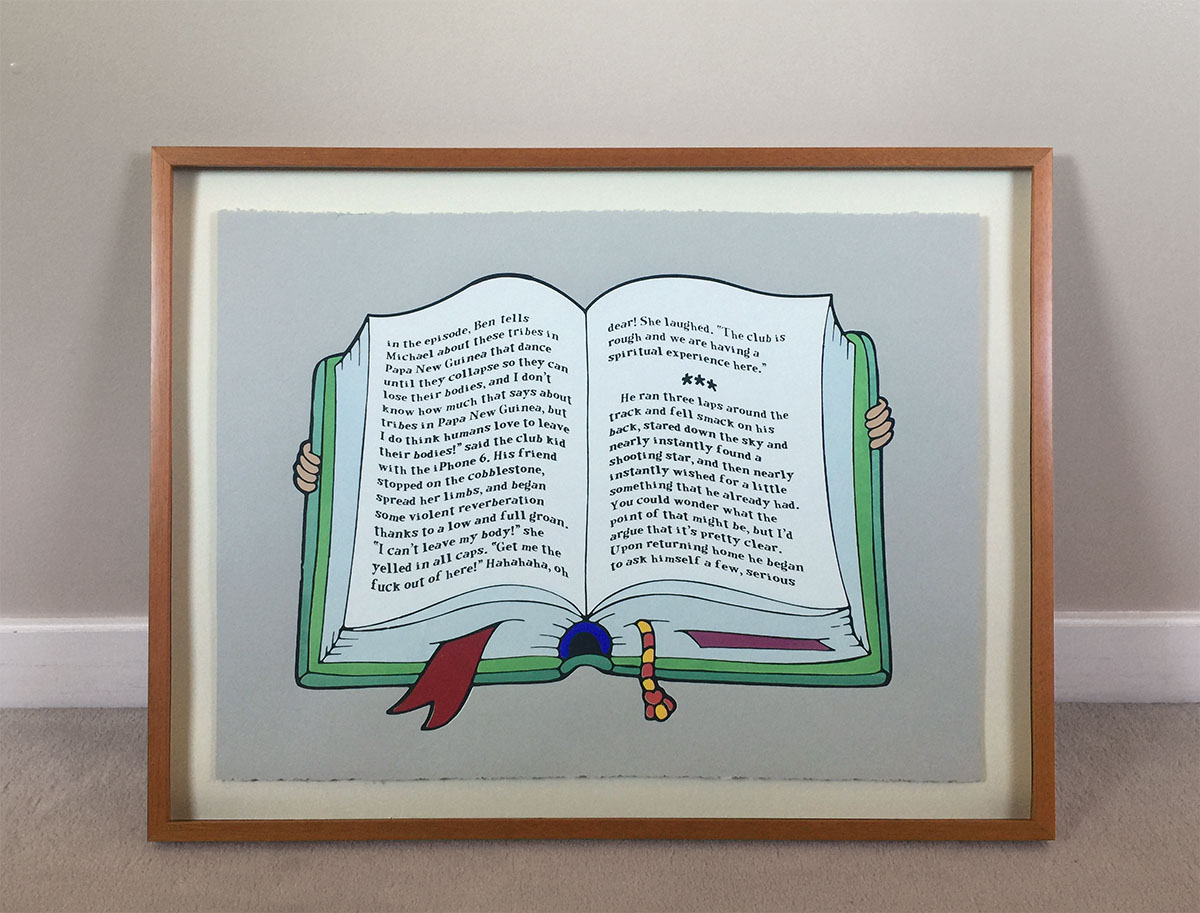 in the episode, Ben tells
Michael about these tribes in
Papa New Guinea that dance
until they collapse so they can
lose their bodies, and I don't
know how much that says about
tribes in Papa New Guinea, but
I do think humans love to leave
their bodies!" said the club kid
with the iPhone 6. His friend
stopped on the cobblestone,
spread her limbs, and began
some violent reverberation
thanks to a low and full groan.
"I can't leave my body!" she
yelled in all caps. "Get me the
fuck out of here!" Hahahaha, oh
dear! She laughed. "The club is
rough and we are having a
spiritual experience here."
***
He ran three laps around the
track and fell smack on his
back, stared down the sky and
nearly instantly found a
shooting star, and then nearly
instantly wished for a little
something that he already had.
You could wonder what the
point of that might be, but I'd
argue that it's pretty clear.
Upon returning home he began
to ask himself a few, serious